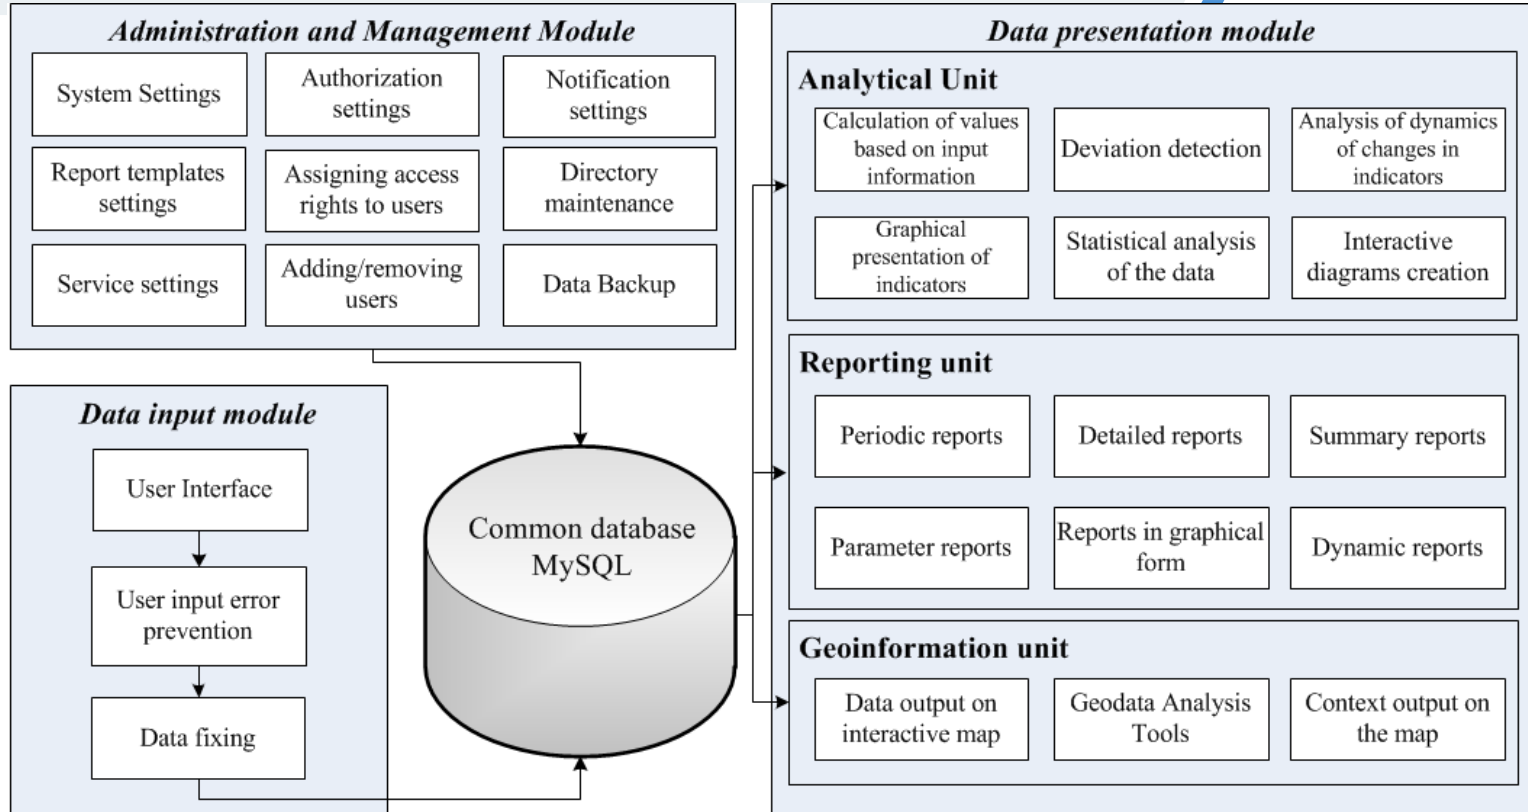 Administration and Management Module
System Settings
Authorization
settings
Notification
settings
Report templates
settings
Assigning access
rights to users
Directory
maintenance
Service settings
Adding/removing
users
Data Backup
Data input module
User Interface
User input error
prevention
Data fixing
Common database
MySQL
Data presentation module
Analytical Unit
Calculation of values
based on input
information
Deviation detection
Analysis of dynamics
of changes in
indicators
Graphical
presentation of
indicators
Statistical analysis
of the data
Interactive
diagrams creation
Reporting unit
Periodic reports
Detailed reports
Summary reports
Parameter reports
Reports in graphical
form
Dynamic reports
Geoinformation unit
Data output on
interactive map
Geodata Analysis
Tools
Context output on
the map